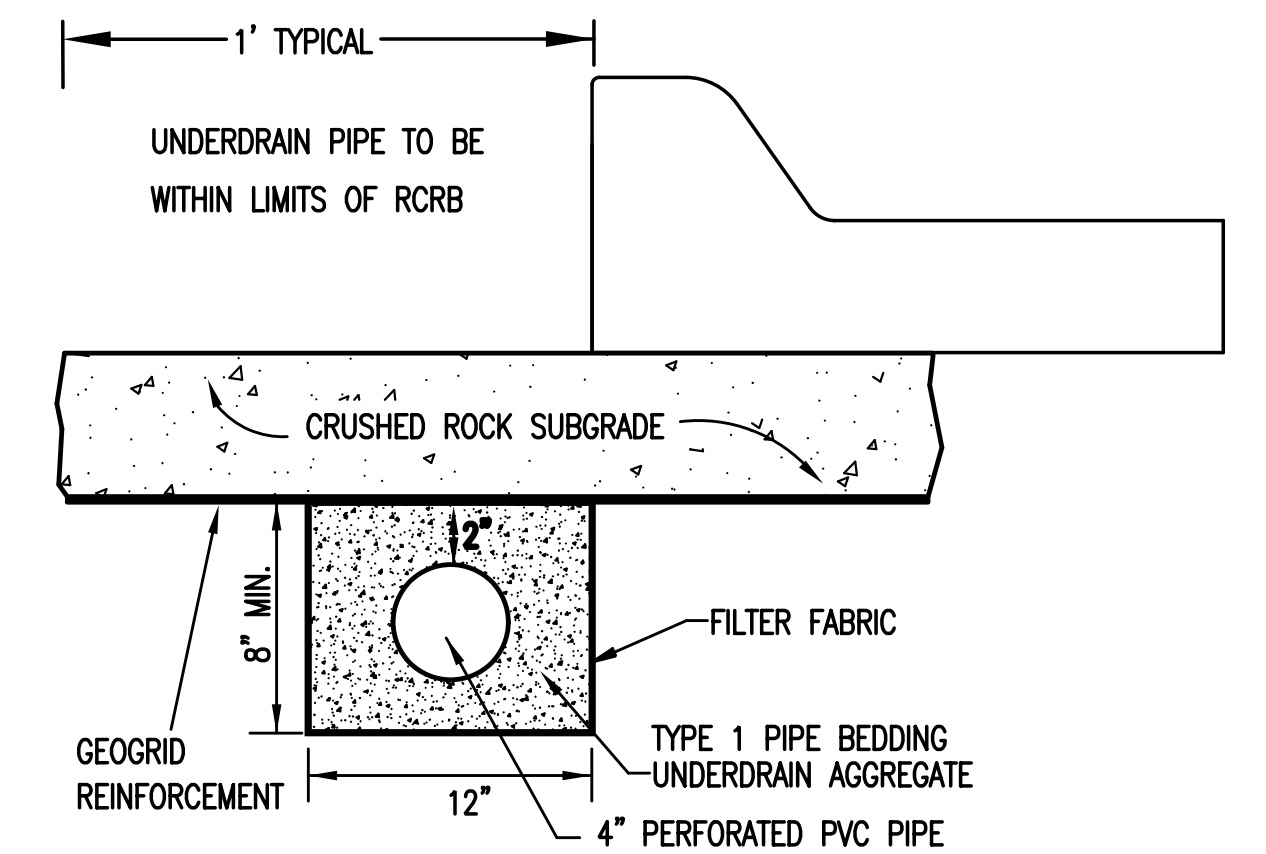 1' TYPICAL
UNDERDRAIN PIPE TO BE
WITHIN LIMITS OF RCRB
CRUSHED ROCK SUBGRADE
2"
8" MIN.
FILTER FABRIC
GEOGRID
REINFORCEMENT
TYPE 1 PIPE BEDDING
UNDERDRAIN AGGREGATE
12"
4" PERFORATED PVC PIPE